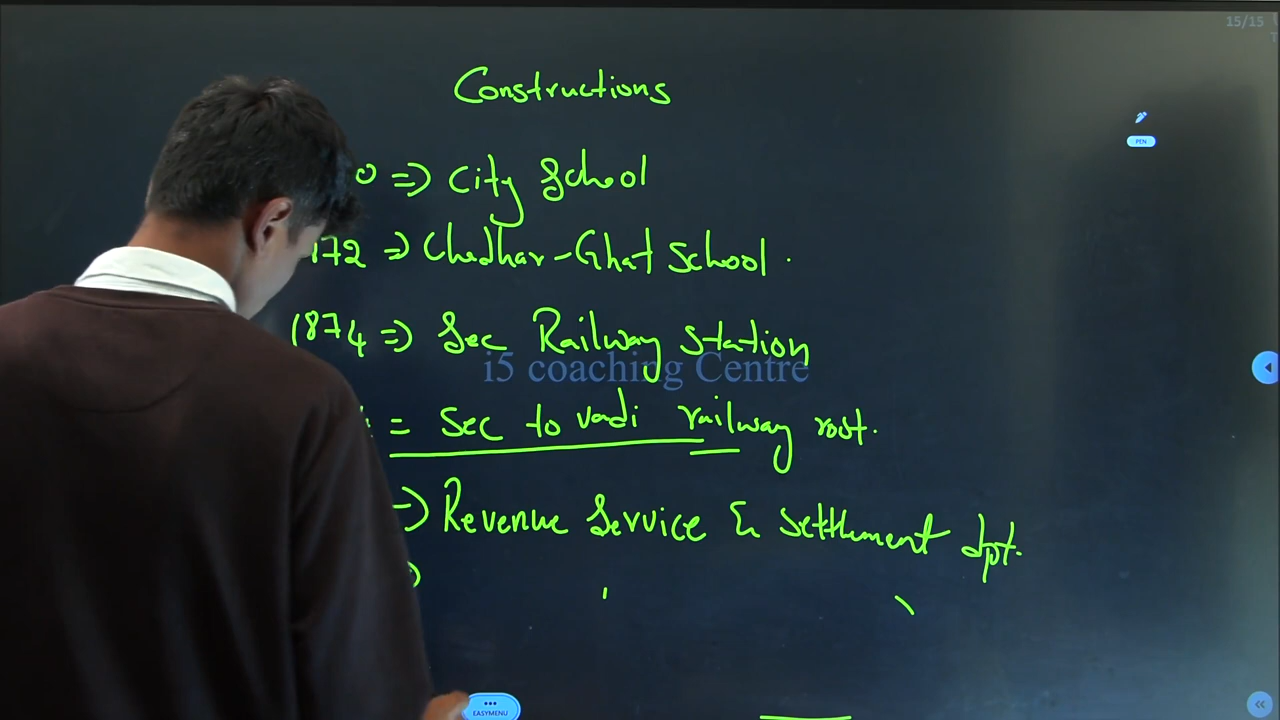 15/15
Constructions
PEN
0 => City School
172 => Chadhar-Ghat School.
1874 => Sec Railway Station
i5 coaching Centre
= Sec to vadi railway root.
=> Revenue Service & Settlement dpt.
EASYMENU